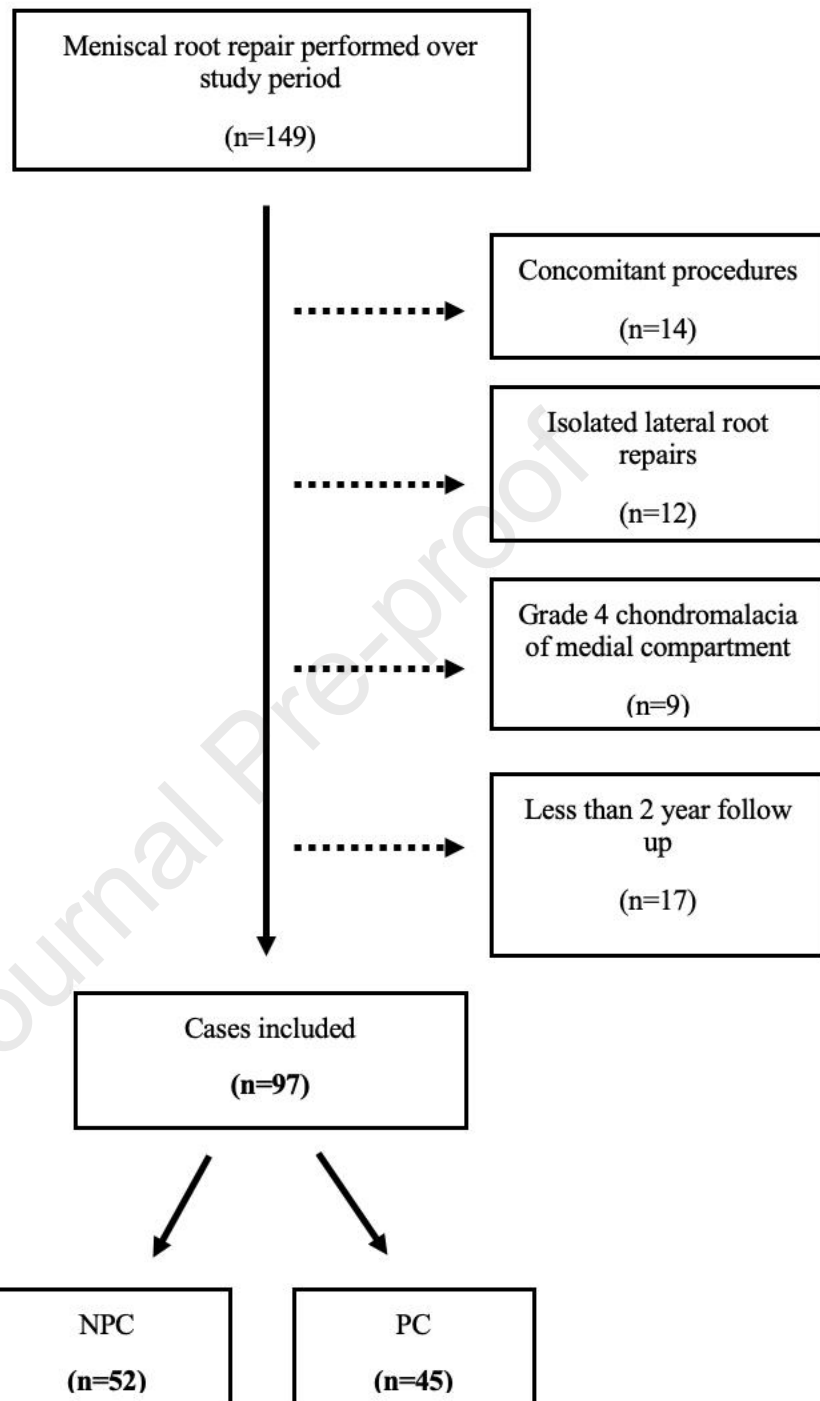 Meniscal root repair performed over
study period
(n=149)
Concomitant procedures
(n=14)
Isolated lateral root
repairs
(n=12)
Grade 4 chondromalacia
of medial compartment
(n=9)
Less than 2 year follow
up
(n=17)
Cases included
(n=97)
NPC
(n=52)
PC
(n=45)
Journal Pre-proof